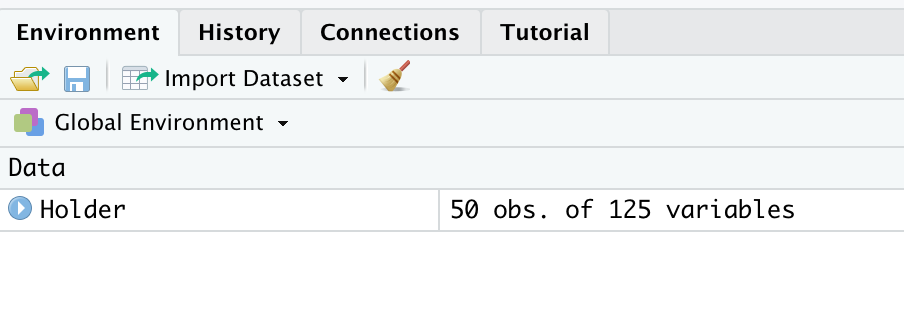 Environment History Connections Tutorial
Import Dataset
Global Environment
Data
Holder 50 obs. of 125 variables